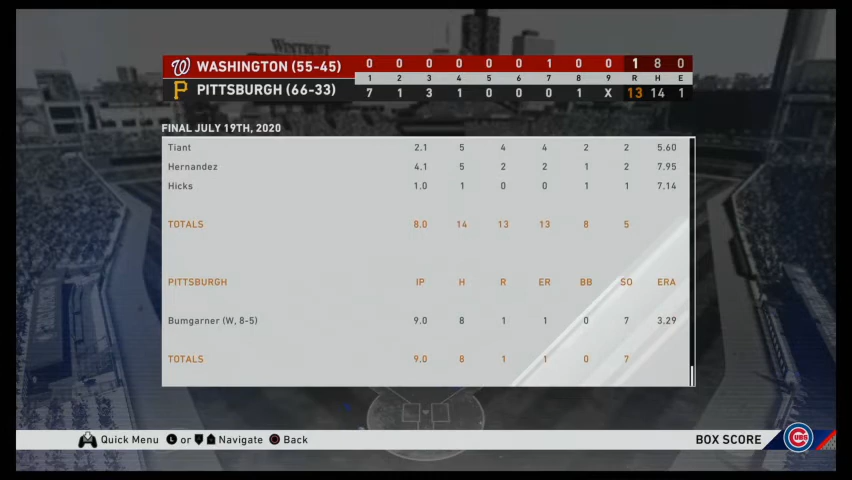 WASHINGTON (55-45) 0 0 0 0 0 0 1 0 0 1 8 0
1 2 3 4 5 6 7 8 9 R H E
P PITTSBURGH (66-33) 7 1 3 1 0 0 0 1 X 13 14 1
FINAL JULY 19TH, 2020
Tiant 2.1 5 4 4 2 2 5.60
Hernandez 4.1 5 2 2 1 2 7.95
Hicks 1.0 1 0 0 1 1 7.14
TOTALS 8.0 14 13 13 8 5
PITTSBURGH IP H R ER BB SO ERA
Bumgarner (W, 8-5) 9.0 8 1 1 0 7 3.29
TOTALS 9.0 8 1 1 0 7
Quick Menu L or Navigate Back
BOX SCORE CUBS